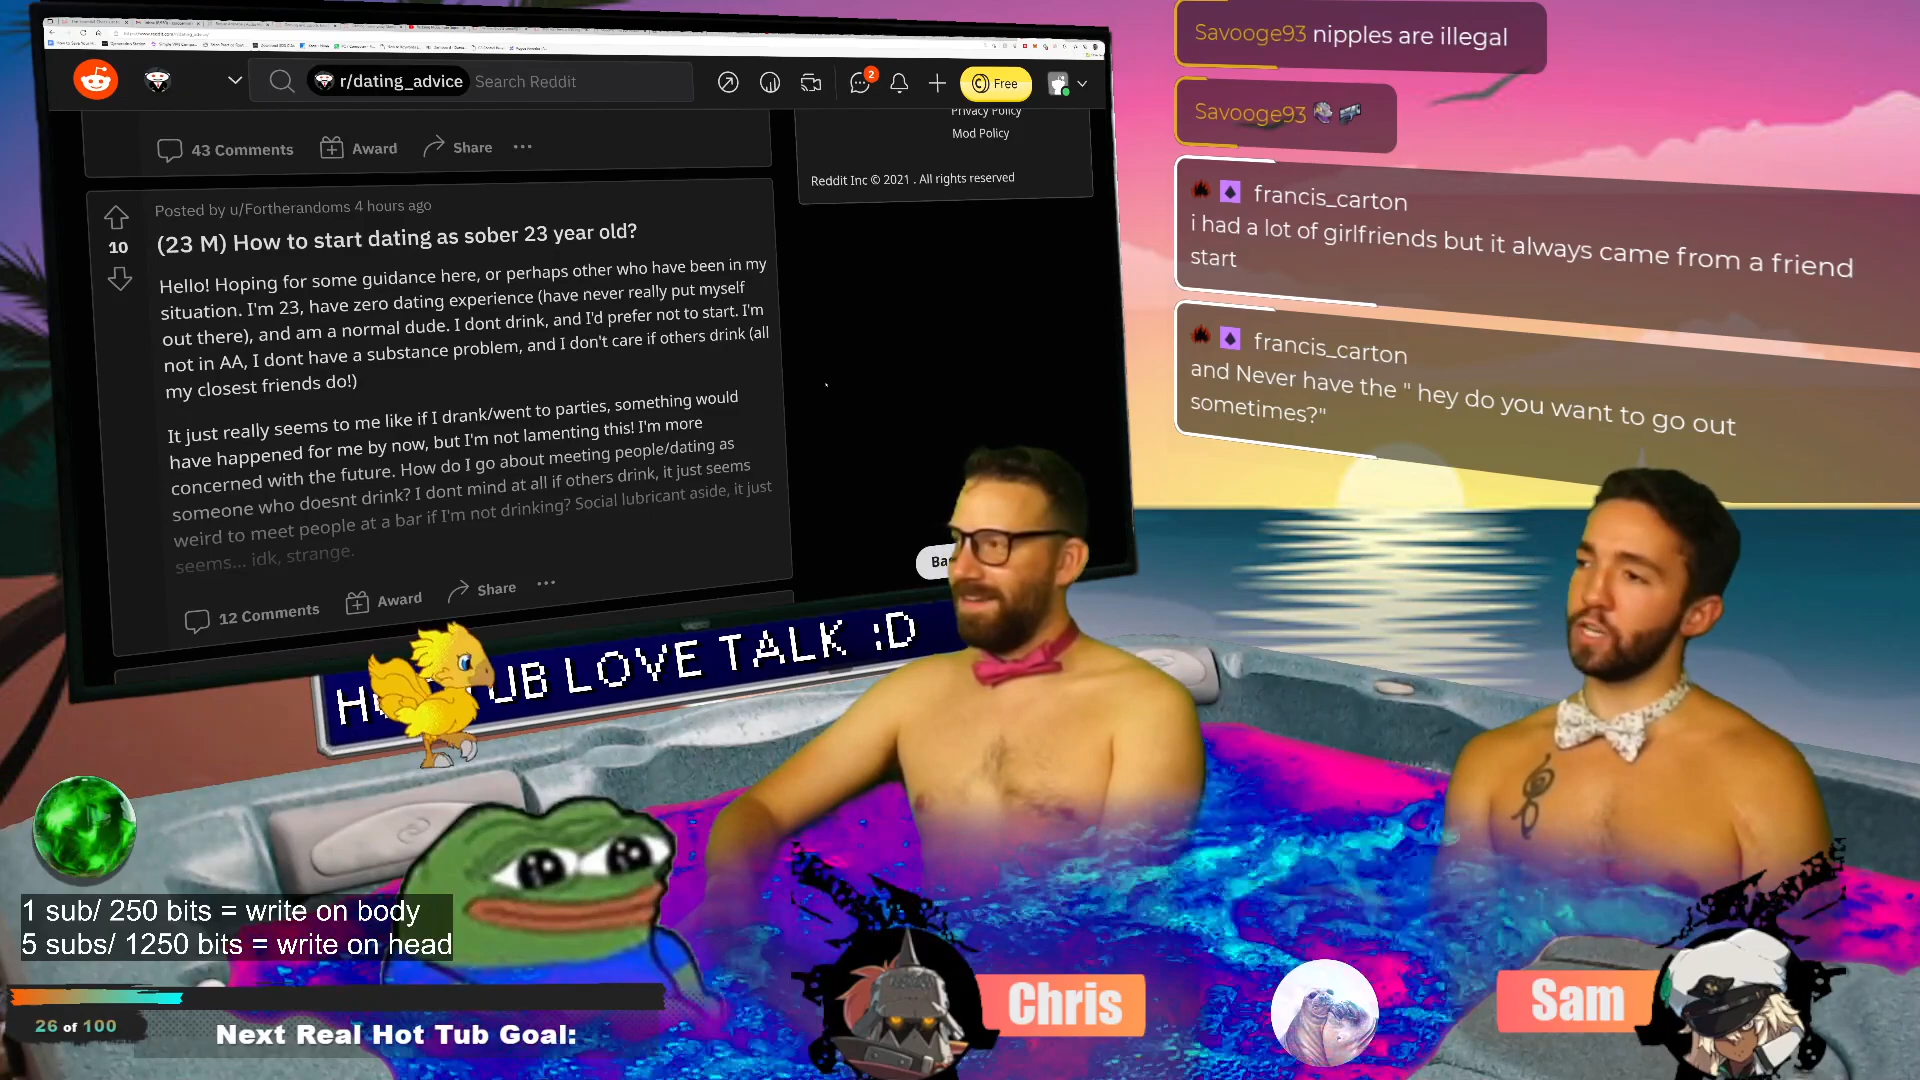 r/dating_advice Search Reddit
2
Free
43 Comments Award Share
Privacy Policy
Mod Policy
Reddit Inc © 2021 . All rights reserved
Posted by u/Fortherandoms 4 hours ago
10
(23 M) How to start dating as sober 23 year old?
Hello! Hoping for some guidance here, or perhaps other who have been in my
situation. I'm 23, have zero dating experience (have never really put myself
out there), and am a normal dude. I dont drink, and I'd prefer not to start. I'm
not in AA, I dont have a substance problem, and I don't care if others drink (all
my closest friends do!)
It just really seems to me like if I drank/went to parties, something would
have happened for me by now, but I'm not lamenting this! I'm more
concerned with the future. How do I go about meeting people/dating as
someone who doesnt drink? I dont mind at all if others drink, it just seems
weird to meet people at a bar if I'm not drinking? Social lubricant aside, it just
seems... idk, strange.
12 Comments Award Share
Savooge93 nipples are illegal
Savooge93
francis_carton
i had a lot of girlfriends but it always came from a friend
start
francis_carton
and Never have the " hey do you want to go out
sometimes?"
UB LOVE TALK :D
1 sub/ 250 bits = write on body
5 subs/ 1250 bits = write on head
26 of 100
Next Real Hot Tub Goal:
Chris
Sam